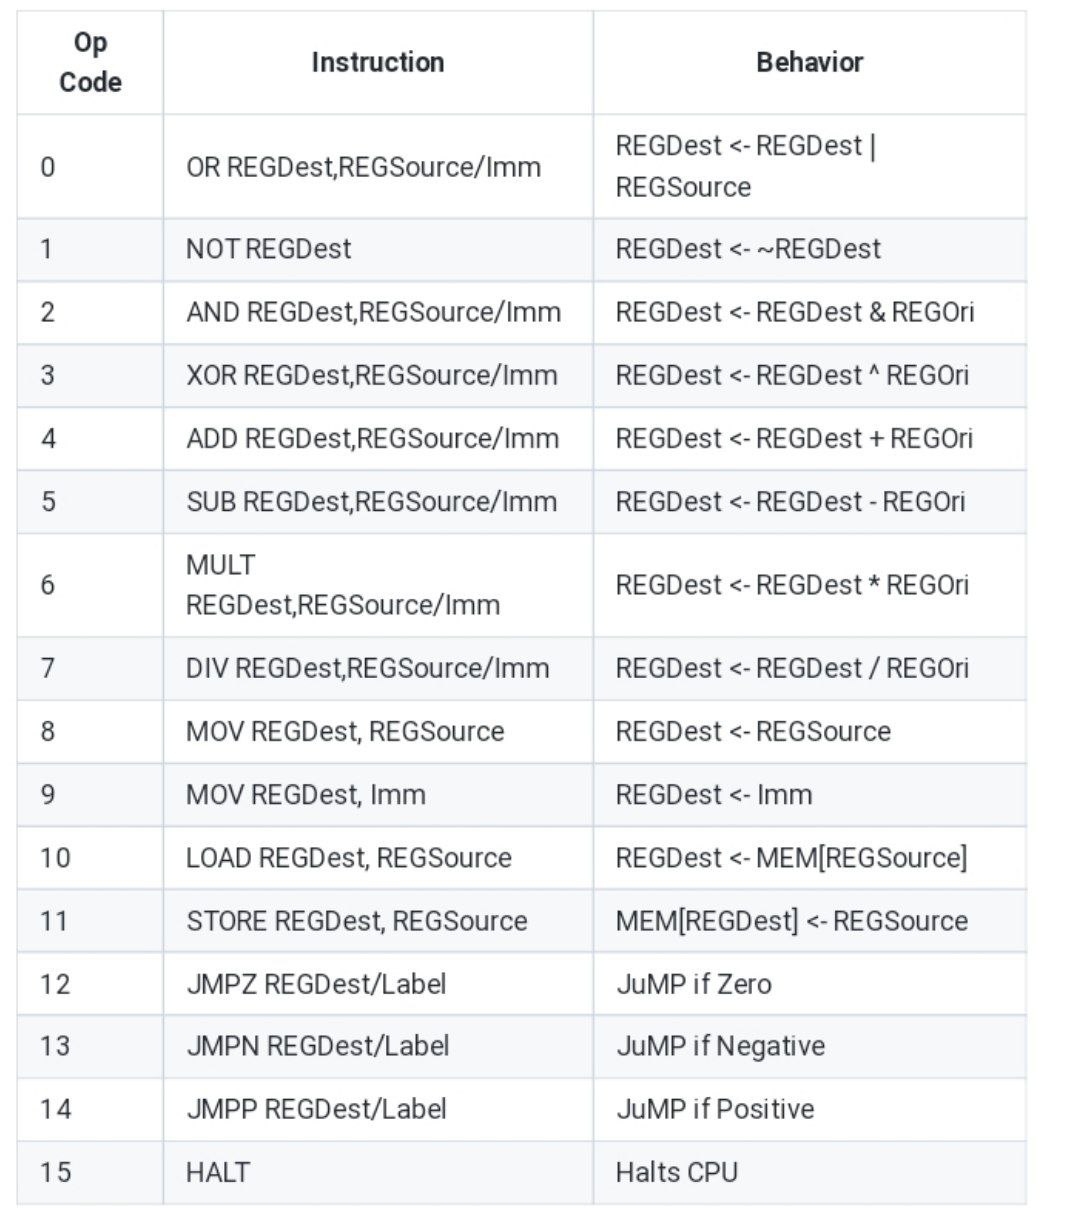 Op Code Instruction Behavior
0 OR REGDest,REGSource/Imm REGDest <- REGDest | REGSource
1 NOT REGDest REGDest <- ~REGDest
2 AND REGDest,REGSource/Imm REGDest <- REGDest & REGOri
3 XOR REGDest,REGSource/Imm REGDest <- REGDest ^ REGOri
4 ADD REGDest,REGSource/Imm REGDest <- REGDest + REGOri
5 SUB REGDest,REGSource/Imm REGDest <- REGDest - REGOri
6 MULT REGDest,REGSource/Imm REGDest <- REGDest * REGOri
7 DIV REGDest,REGSource/Imm REGDest <- REGDest / REGOri
8 MOV REGDest, REGSource REGDest <- REGSource
9 MOV REGDest, Imm REGDest <- Imm
10 LOAD REGDest, REGSource REGDest <- MEM[REGSource]
11 STORE REGDest, REGSource MEM[REGDest] <- REGSource
12 JMPZ REGDest/Label JuMP if Zero
13 JMPN REGDest/Label JuMP if Negative
14 JMPP REGDest/Label JuMP if Positive
15 HALT Halts CPU